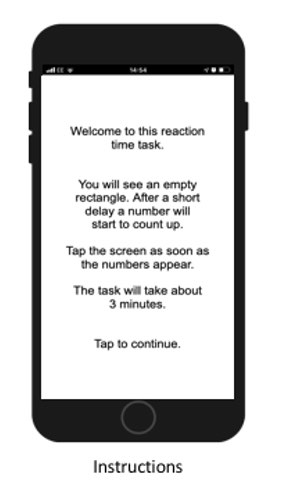 EE 14:54
Welcome to this reaction
time task.
You will see an empty
rectangle. After a short
delay a number will
start to count up.
Tap the screen as soon as
the numbers appear.
The task will take about
3 minutes.
Tap to continue.
Instructions